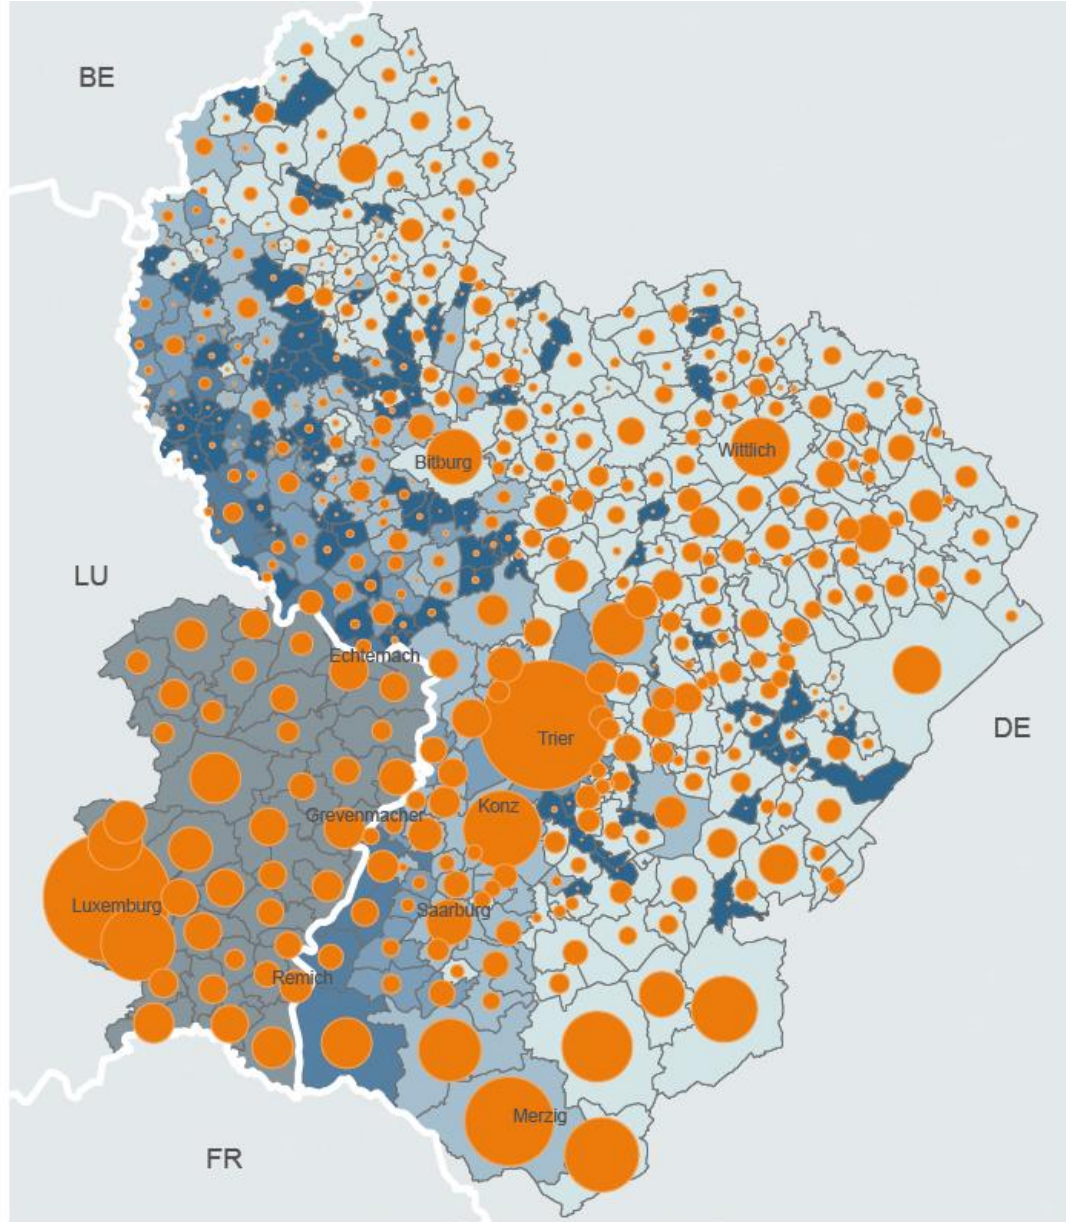 BE
Bitburg
Wittlich
LU
Echternach
DE
Trier
Konz
Grevenmacher
Luxemburg
Saarburg
Remich
Merzig
FR